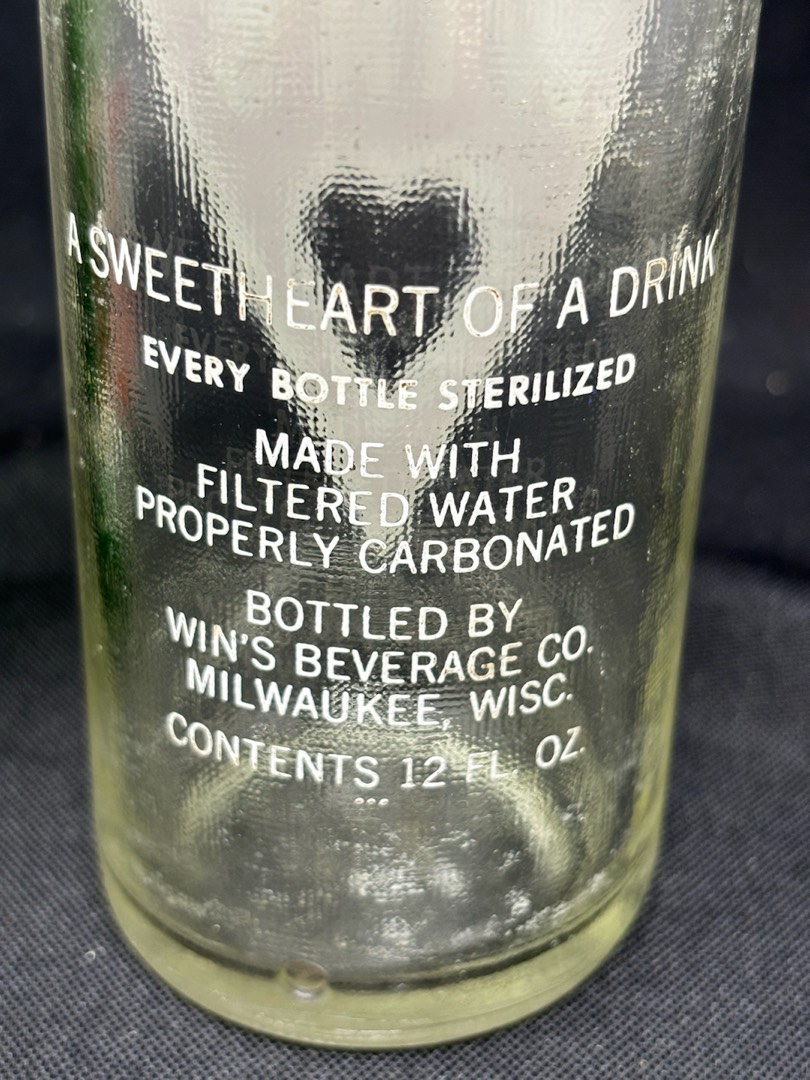 A SWEETHEART OF A DRINK
EVERY BOTTLE STERILIZED
MADE WITH
FILTERED WATER
PROPERLY CARBONATED
BOTTLED BY
WIN'S BEVERAGE CO.
MILWAUKEE, WISC.
CONTENTS 12 FL. OZ.